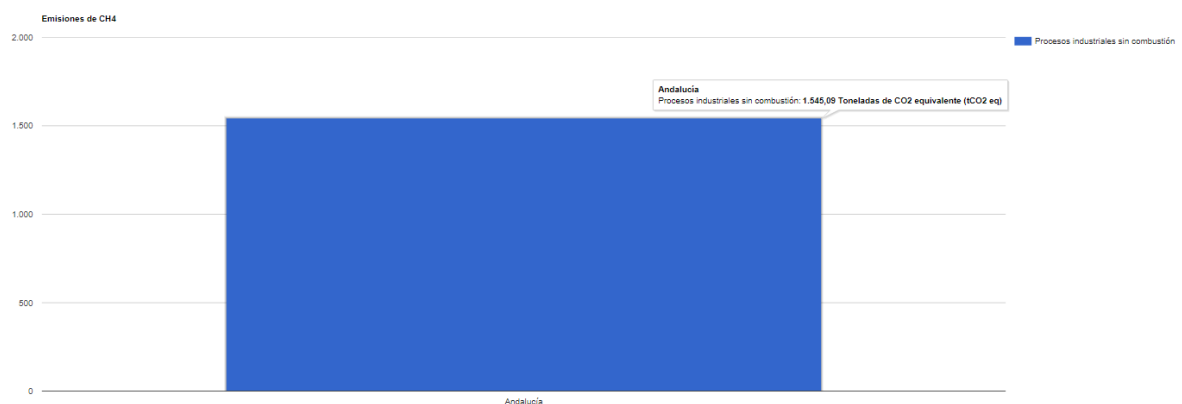 Emisiones de CH4
2.000
Procesos industriales sin combustión
Andalucía
Procesos industriales sin combustión: 1.545,09 Toneladas de CO2 equivalente (tCO2 eq)
1.500
1.000
500
0
Andalucía